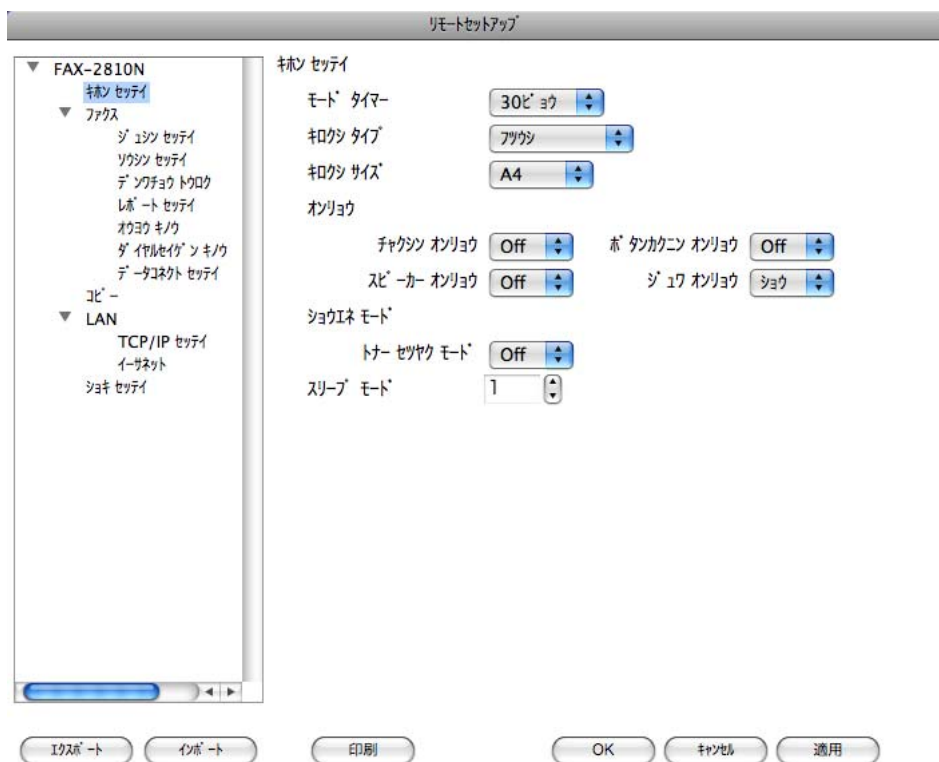 ﾘﾓｰﾄｾｯﾄｱｯﾌﾟ
▼ FAX-2810N
ｷﾎﾝ ｾｯﾃｲ
▼ ﾌｧｸｽ
ｼﾞｭｼﾝ ｾｯﾃｲ
ｿｳｼﾝ ｾｯﾃｲ
ﾃﾞﾝﾜﾁｮｳ ﾄｳﾛｸ
ﾚﾎﾟｰﾄ ｾｯﾃｲ
ｵｳﾖｳ ｷﾉｳ
ﾀﾞｲﾔﾙｾｲｹﾞﾝ ｷﾉｳ
ﾃﾞｰﾀｺﾈｸﾄ ｾｯﾃｲ
ｺﾋﾟｰ
▼ LAN
TCP/IP ｾｯﾃｲ
ｲｰｻﾈｯﾄ
ｼｮｷ ｾｯﾃｲ
ｷﾎﾝ ｾｯﾃｲ
ﾓｰﾄﾞ ﾀｲﾏｰ 30ﾋﾞｮｳ
ｷﾛｸｼ ﾀｲﾌﾟ ﾌﾂｳｼ
ｷﾛｸｼ ｻｲｽﾞ A4
ｵﾝﾘｮｳ
ﾁｬｸｼﾝ ｵﾝﾘｮｳ Off ﾎﾞﾀﾝｶｸﾆﾝ ｵﾝﾘｮｳ Off
ｽﾋﾟｰｶｰ ｵﾝﾘｮｳ Off ｼﾞｭﾜ ｵﾝﾘｮｳ ｼｮｳ
ｼｮｳｴﾈ ﾓｰﾄﾞ
ﾄﾅｰ ｾﾂﾔｸ ﾓｰﾄﾞ Off
ｽﾘｰﾌﾟ ﾓｰﾄﾞ 1
ｴｸｽﾎﾟｰﾄ ｲﾝﾎﾟｰﾄ 印刷 OK ｷｬﾝｾﾙ 適用